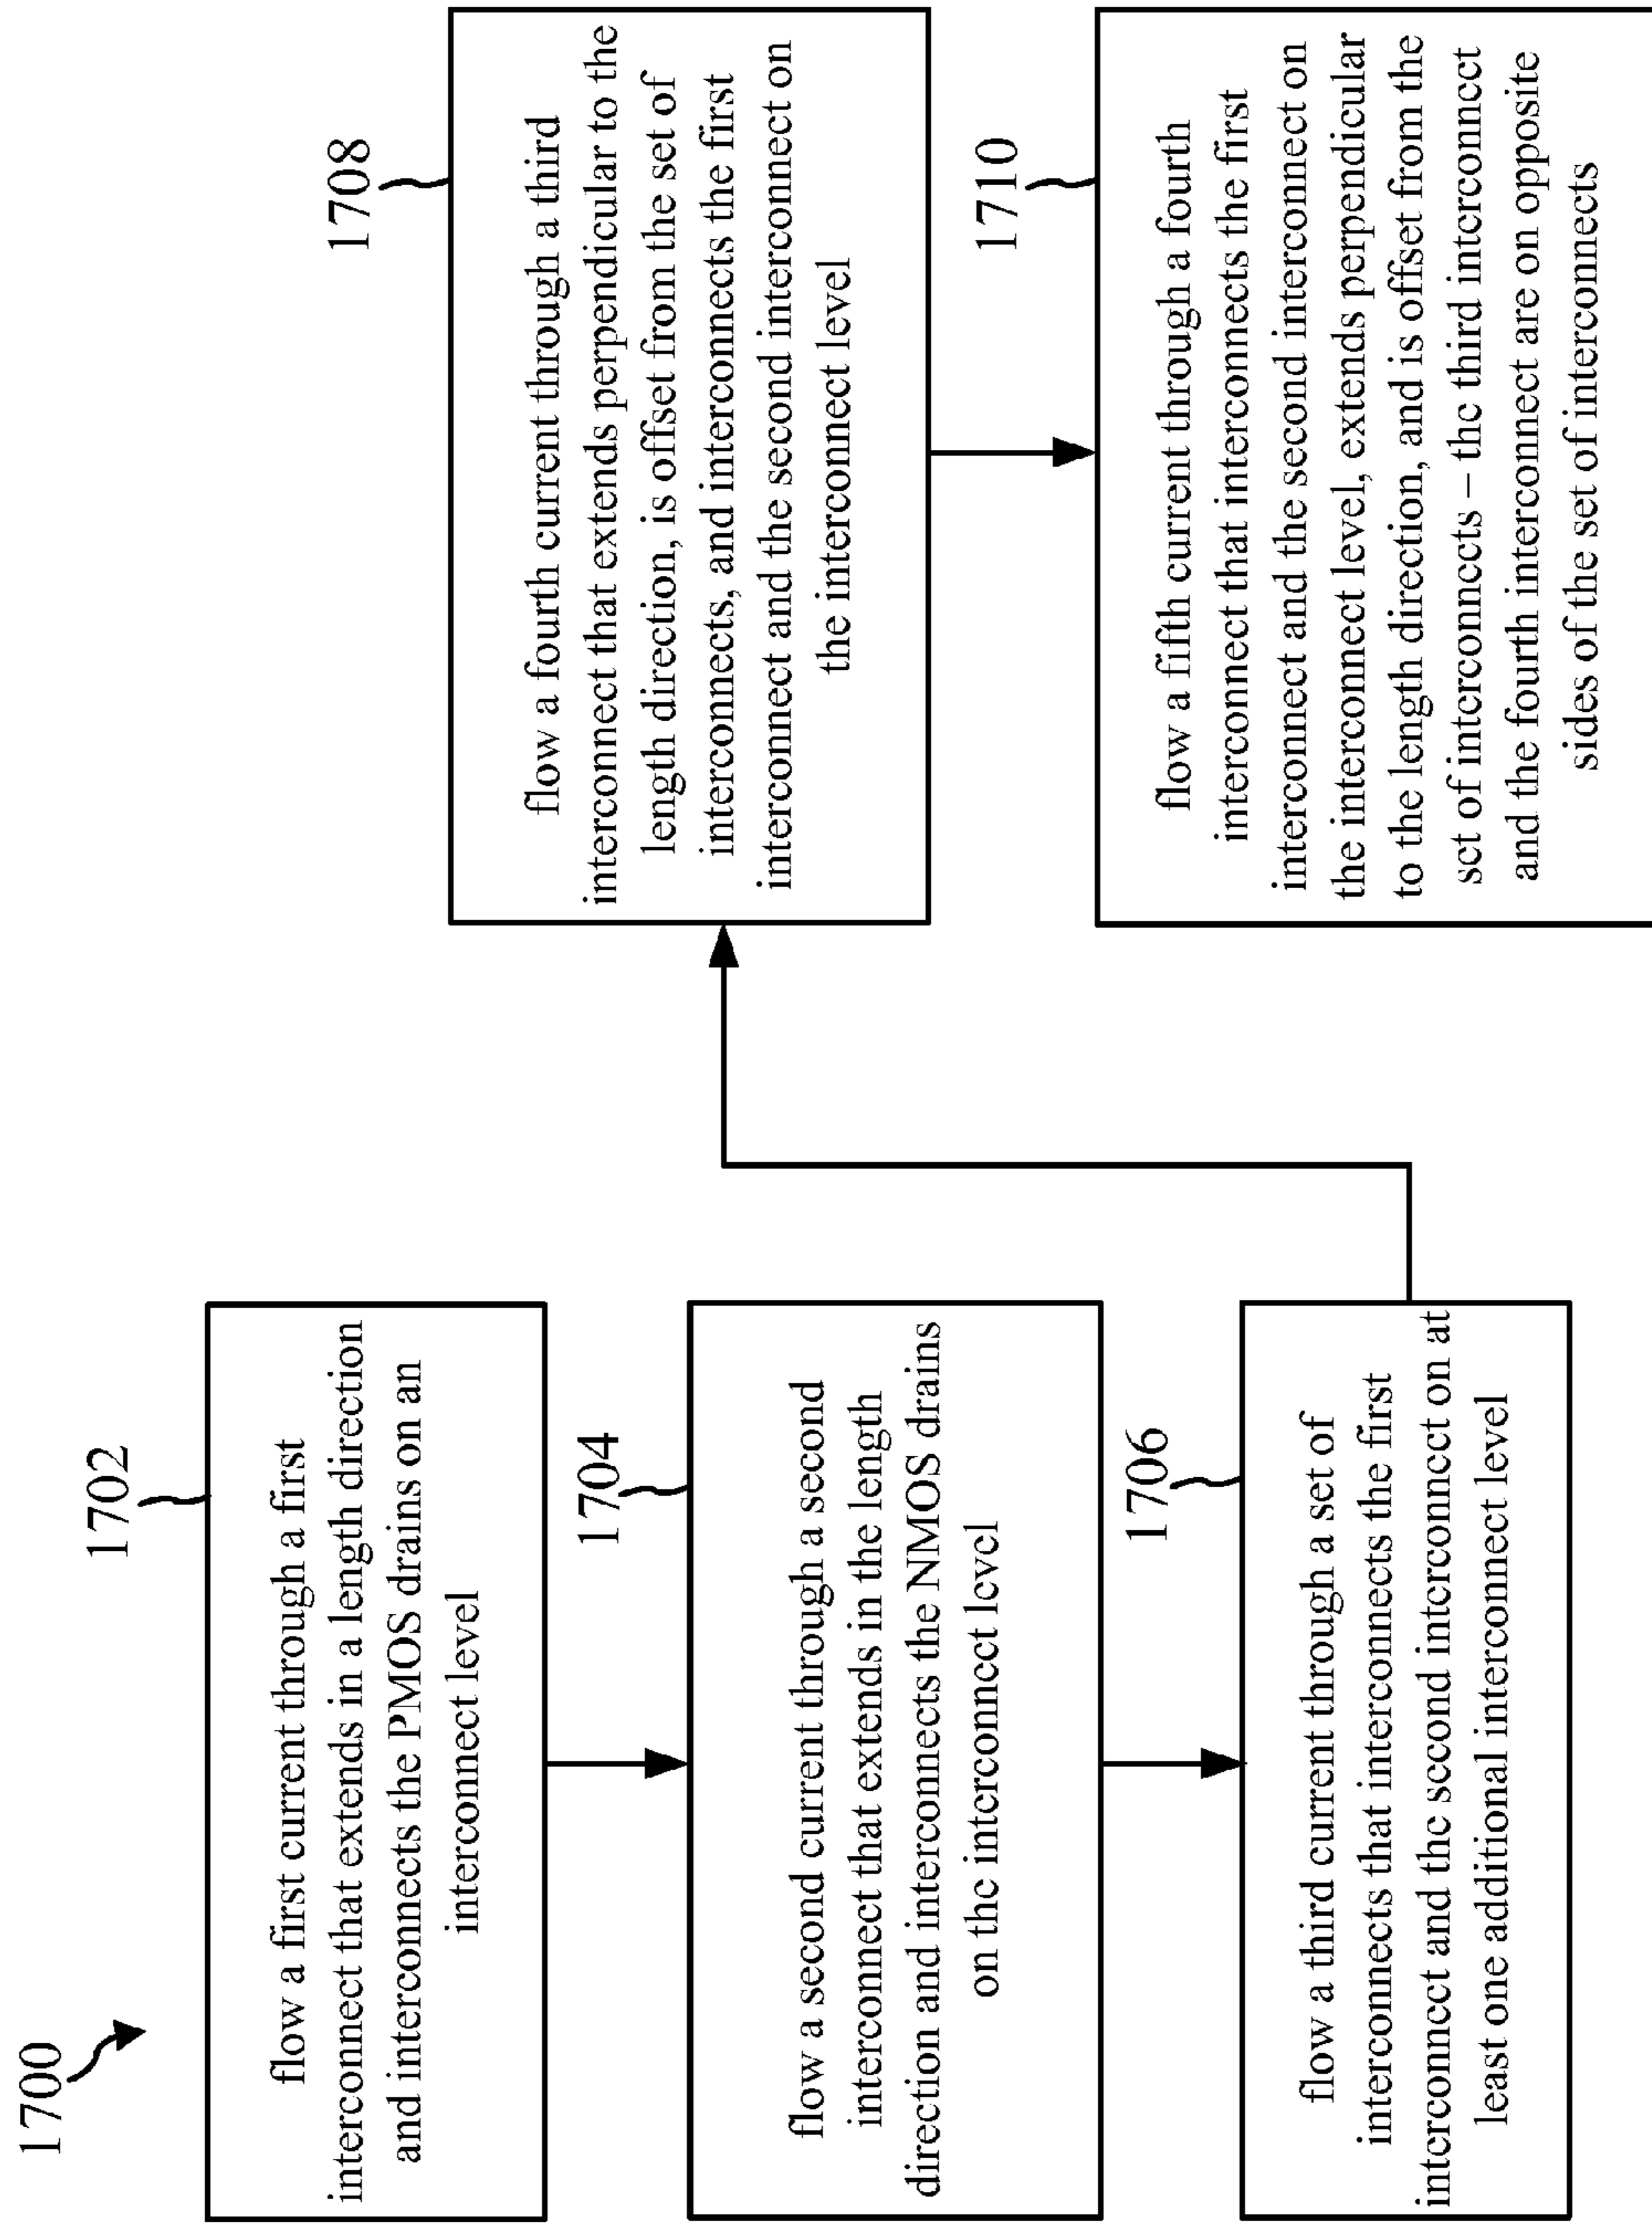 1700
1702
flow a first current through a first
interconnect that extends in a length direction
and interconnects the PMOS drains on an
interconnect level
1704
flow a second current through a second
interconnect that extends in the length
direction and interconnects the NMOS drains
on the interconnect level
1706
flow a third current through a set of
interconnects that interconnects the first
interconnect and the second interconnect on at
least one additional interconnect level
1708
flow a fourth current through a third
interconnect that extends perpendicular to the
length direction, is offset from the set of
interconnects, and interconnects the first
interconnect and the second interconnect on
the interconnect level
1710
flow a fifth current through a fourth
interconnect that interconnects the first
interconnect and the second interconnect on
the interconnect level, extends perpendicular
to the length direction, and is offset from the
set of interconnects – the third interconnect
and the fourth interconnect are on opposite
sides of the set of interconnects